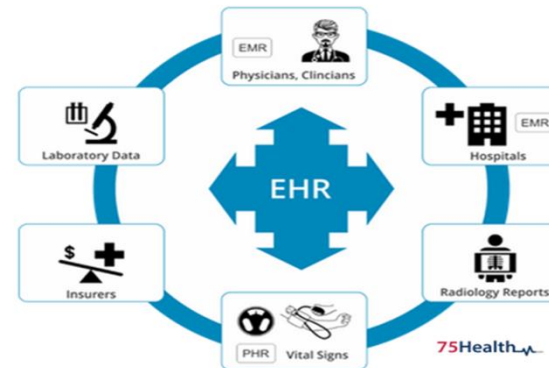 EMR
Physicians, Clincians
EMR
Hospitals
Laboratory Data
EHR
$
Insurers
Radiology Reports
PHR
Vital Signs
75Health